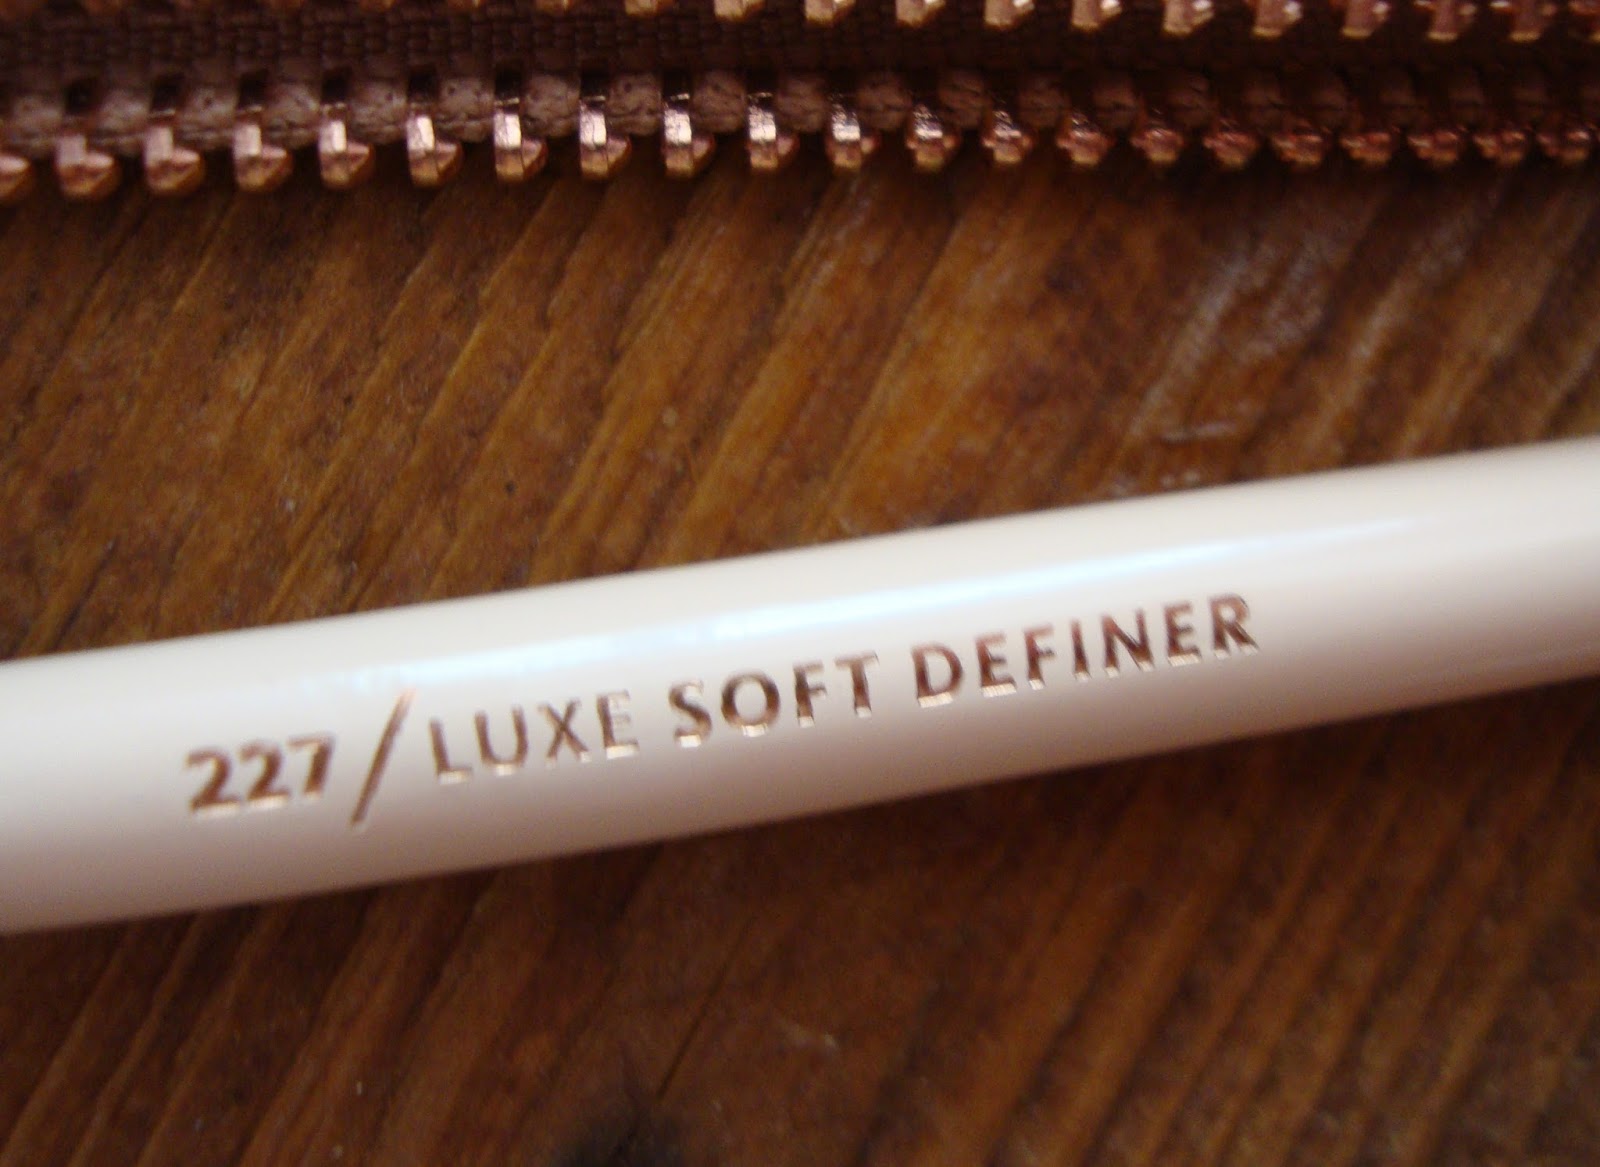 227/LUXE SOFT DEFINER